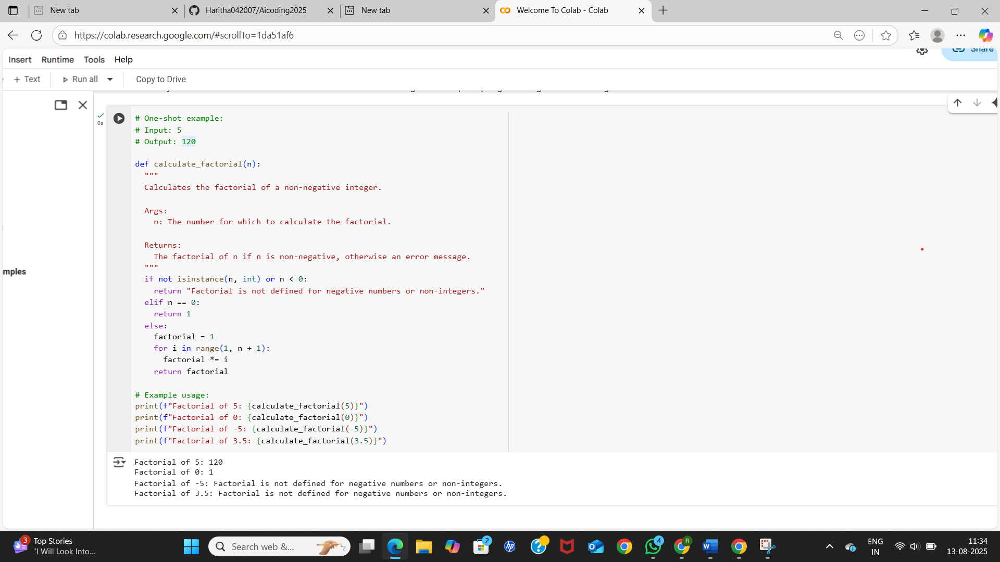 New tab
Haritha042007/Aicoding2025
New tab
Welcome To Colab - Colab
https://colab.research.google.com/#scrollTo=1da51af6
Insert Runtime Tools Help
Share
+ Text Run all Copy to Drive
0s
# One-shot example:
# Input: 5
# Output: 120
def calculate_factorial(n):
"""
Calculates the factorial of a non-negative integer.
Args:
n: The number for which to calculate the factorial.
Returns:
The factorial of n if n is non-negative, otherwise an error message.
"""
mples
if not isinstance(n, int) or n < 0:
return "Factorial is not defined for negative numbers or non-integers."
elif n == 0:
return 1
else:
factorial = 1
for i in range(1, n + 1):
factorial *= i
return factorial
# Example usage:
print(f"Factorial of 5: {calculate_factorial(5)}")
print(f"Factorial of 0: {calculate_factorial(0)}")
print(f"Factorial of -5: {calculate_factorial(-5)}")
print(f"Factorial of 3.5: {calculate_factorial(3.5)}")
Factorial of 5: 120
Factorial of 0: 1
Factorial of -5: Factorial is not defined for negative numbers or non-integers.
Factorial of 3.5: Factorial is not defined for negative numbers or non-integers.
3
Top Stories
"I Will Look Into...
Search web &...
2
hp
4
R
W
ENG
IN
11:34
13-08-2025